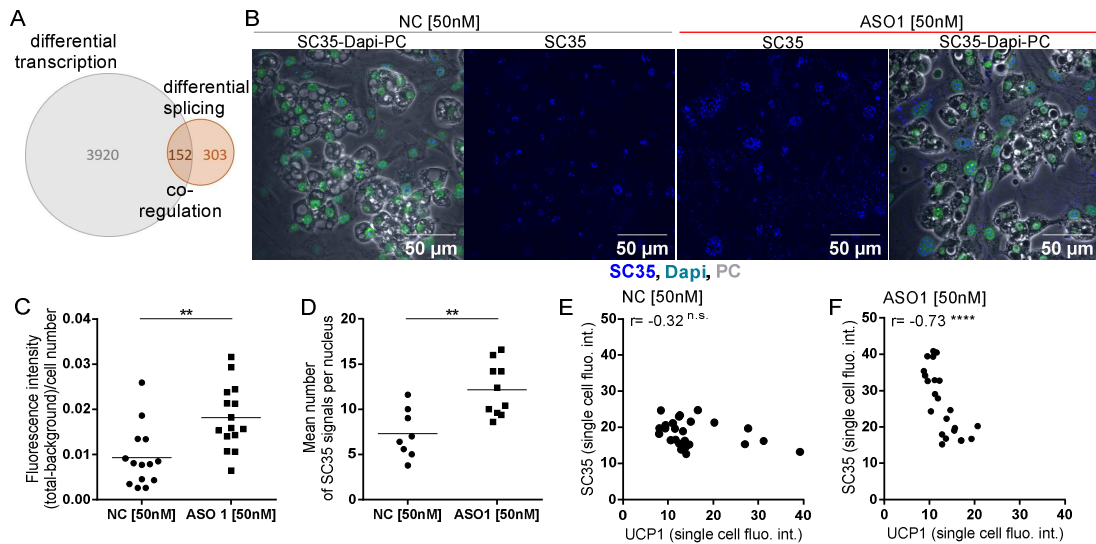 A
differential
transcription
differential
splicing
3920
152
303
co-
regulation
B
NC [50nM]
ASO1 [50nM]
SC35-Dapi-PC
SC35
SC35
SC35-Dapi-PC
50 µm
50 µm
50 µm
50 µm
SC35, Dapi, PC
C
Fluorescence intensity
(total-background)/cell number
0.04
0.03
0.02
0.01
0.00
**
NC [50nM]
ASO 1 [50nM]
D
Mean number
of SC35 signals per nucleus
20
15
10
5
0
**
NC [50nM]
ASO1 [50nM]
E
NC [50nM]
r= -0.32 n.s.
SC35 (single cell fluo. int.)
50
40
30
20
10
0
0 10 20 30 40
UCP1 (single cell fluo. int.)
F
ASO1 [50nM]
r= -0.73 ****
SC35 (single cell fluo. int.)
50
40
30
20
10
0
0 10 20 30 40
UCP1 (single cell fluo. int.)